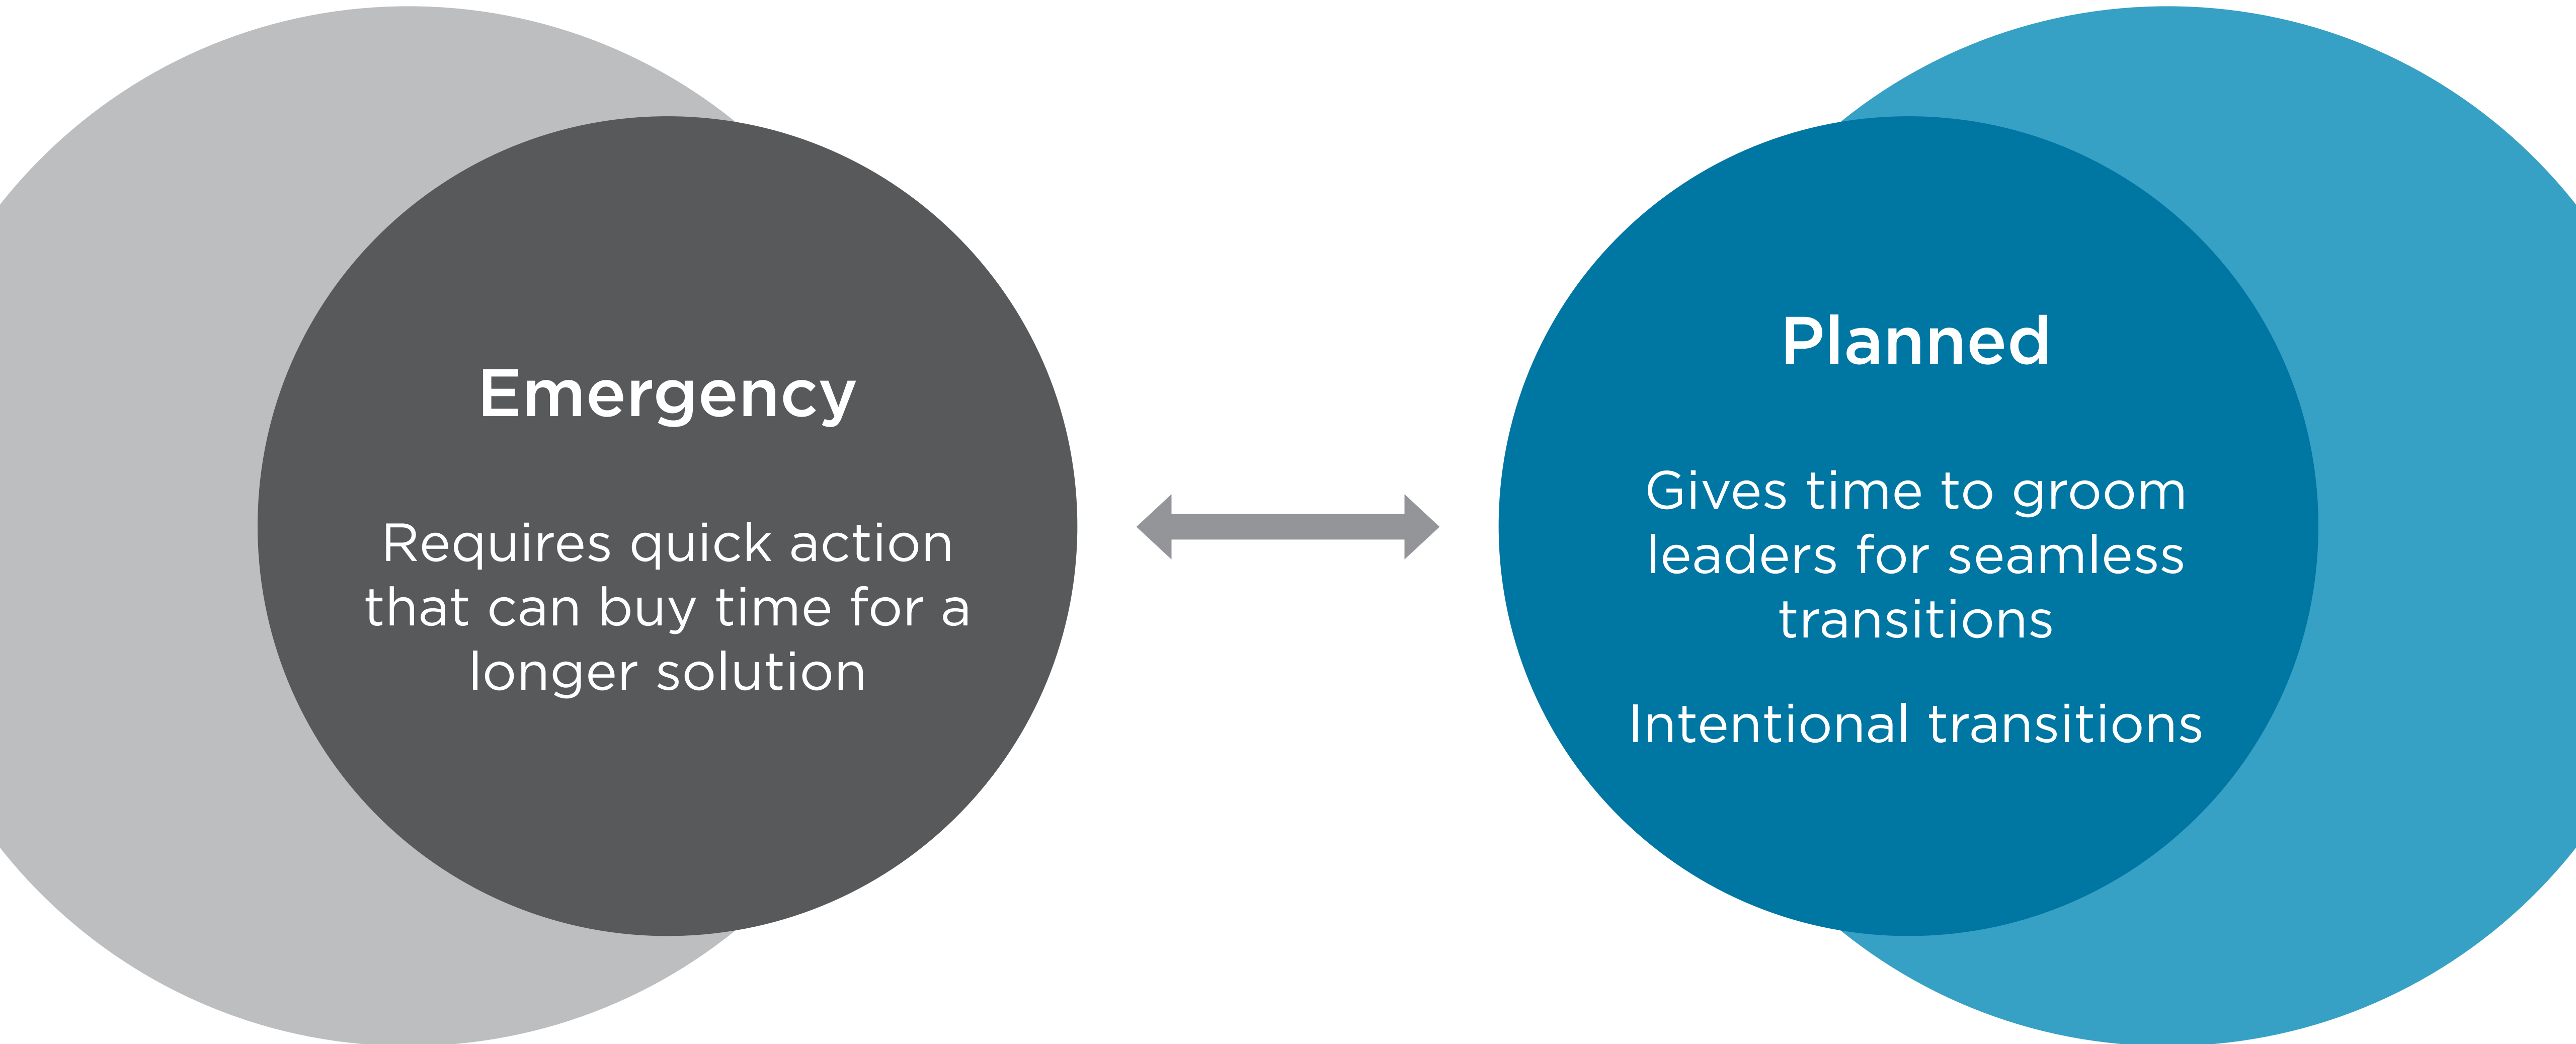 Emergency
Requires quick action
that can buy time for a
longer solution
Planned
Gives time to groom
leaders for seamless
transitions
Intentional transitions